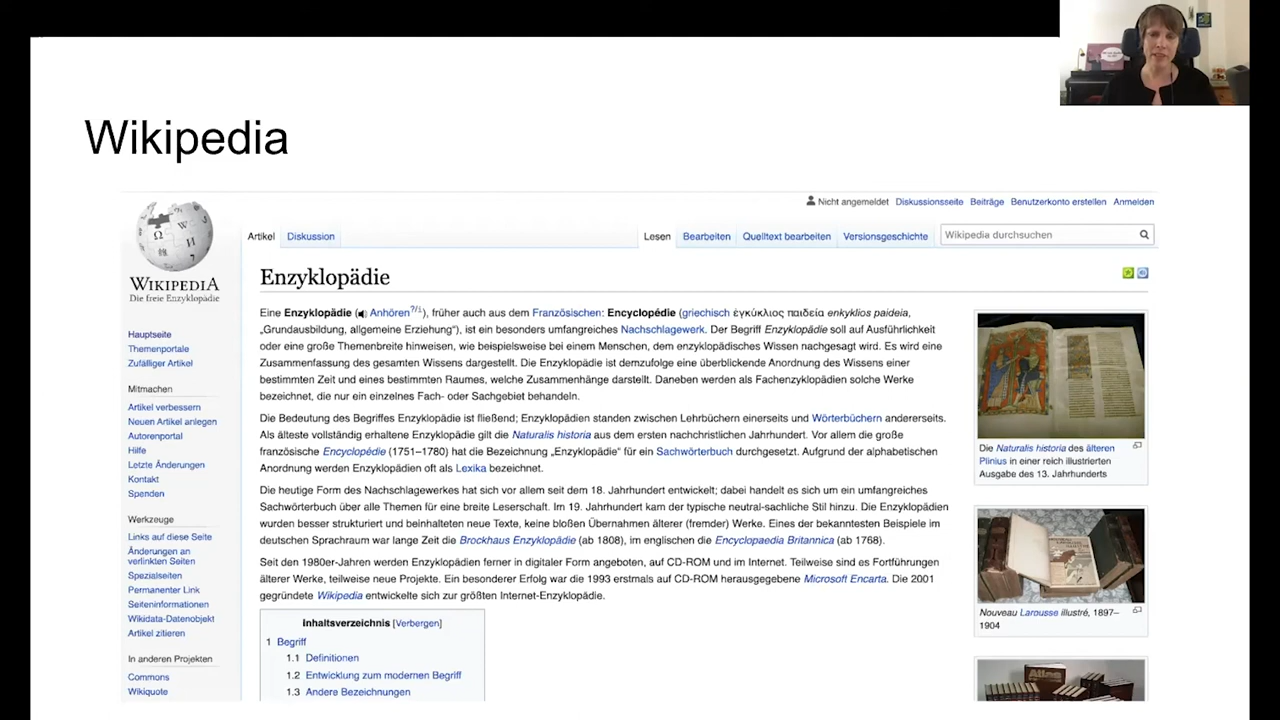 Wikipedia
Nicht angemeldet Diskussionsseite Beiträge Benutzerkonto erstellen Anmelden
Artikel Diskussion Lesen Bearbeiten Quelltext bearbeiten Versionsgeschichte Wikipedia durchsuchen
WIKIPEDIA
Die freie Enzyklopädie
Hauptseite
Themenportale
Zufälliger Artikel
Mitmachen
Artikel verbessern
Neuen Artikel anlegen
Autorenportal
Hilfe
Letzte Änderungen
Kontakt
Spenden
Werkzeuge
Links auf diese Seite
Änderungen an
verlinkten Seiten
Spezialseiten
Permanenter Link
Seiteninformationen
Wikidata-Datenobjekt
Artikel zitieren
In anderen Projekten
Commons
Wikiquote
Enzyklopädie
Eine Enzyklopädie (Anhören?/i), früher auch aus dem Französischen: Encyclopédie (griechisch ἐγκύκλιος παιδεία enkyklios paideia,
„Grundausbildung, allgemeine Erziehung“), ist ein besonders umfangreiches Nachschlagewerk. Der Begriff Enzyklopädie soll auf Ausführlichkeit
oder eine große Themenbreite hinweisen, wie beispielsweise bei einem Menschen, dem enzyklopädisches Wissen nachgesagt wird. Es wird eine
Zusammenfassung des gesamten Wissens dargestellt. Die Enzyklopädie ist demzufolge eine überblickende Anordnung des Wissens einer
bestimmten Zeit und eines bestimmten Raumes, welche Zusammenhänge darstellt. Daneben werden als Fachenzyklopädien solche Werke
bezeichnet, die nur ein einzelnes Fach- oder Sachgebiet behandeln.
Die Bedeutung des Begriffes Enzyklopädie ist fließend; Enzyklopädien standen zwischen Lehrbüchern einerseits und Wörterbüchern andererseits.
Als älteste vollständig erhaltene Enzyklopädie gilt die Naturalis historia aus dem ersten nachchristlichen Jahrhundert. Vor allem die große
französische Encyclopédie (1751–1780) hat die Bezeichnung „Enzyklopädie“ für ein Sachwörterbuch durchgesetzt. Aufgrund der alphabetischen
Anordnung werden Enzyklopädien oft als Lexika bezeichnet.
Die heutige Form des Nachschlagewerkes hat sich vor allem seit dem 18. Jahrhundert entwickelt; dabei handelt es sich um ein umfangreiches
Sachwörterbuch über alle Themen für eine breite Leserschaft. Im 19. Jahrhundert kam der typische neutral-sachliche Stil hinzu. Die Enzyklopädien
wurden besser strukturiert und beinhalteten neue Texte, keine bloßen Übernahmen älterer (fremder) Werke. Eines der bekanntesten Beispiele im
deutschen Sprachraum war lange Zeit die Brockhaus Enzyklopädie (ab 1808), im englischen die Encyclopaedia Britannica (ab 1768).
Seit den 1980er-Jahren werden Enzyklopädien ferner in digitaler Form angeboten, auf CD-ROM und im Internet. Teilweise sind es Fortführungen
älterer Werke, teilweise neue Projekte. Ein besonderer Erfolg war die 1993 erstmals auf CD-ROM herausgegebene Microsoft Encarta. Die 2001
gegründete Wikipedia entwickelte sich zur größten Internet-Enzyklopädie.
Inhaltsverzeichnis [Verbergen]
1 Begriff
1.1 Definitionen
1.2 Entwicklung zum modernen Begriff
1.3 Andere Bezeichnungen
Die Naturalis historia des älteren
Plinius in einer reich illustrierten
Ausgabe des 13. Jahrhunderts
Nouveau Larousse illustré, 1897–
1904
Atlas